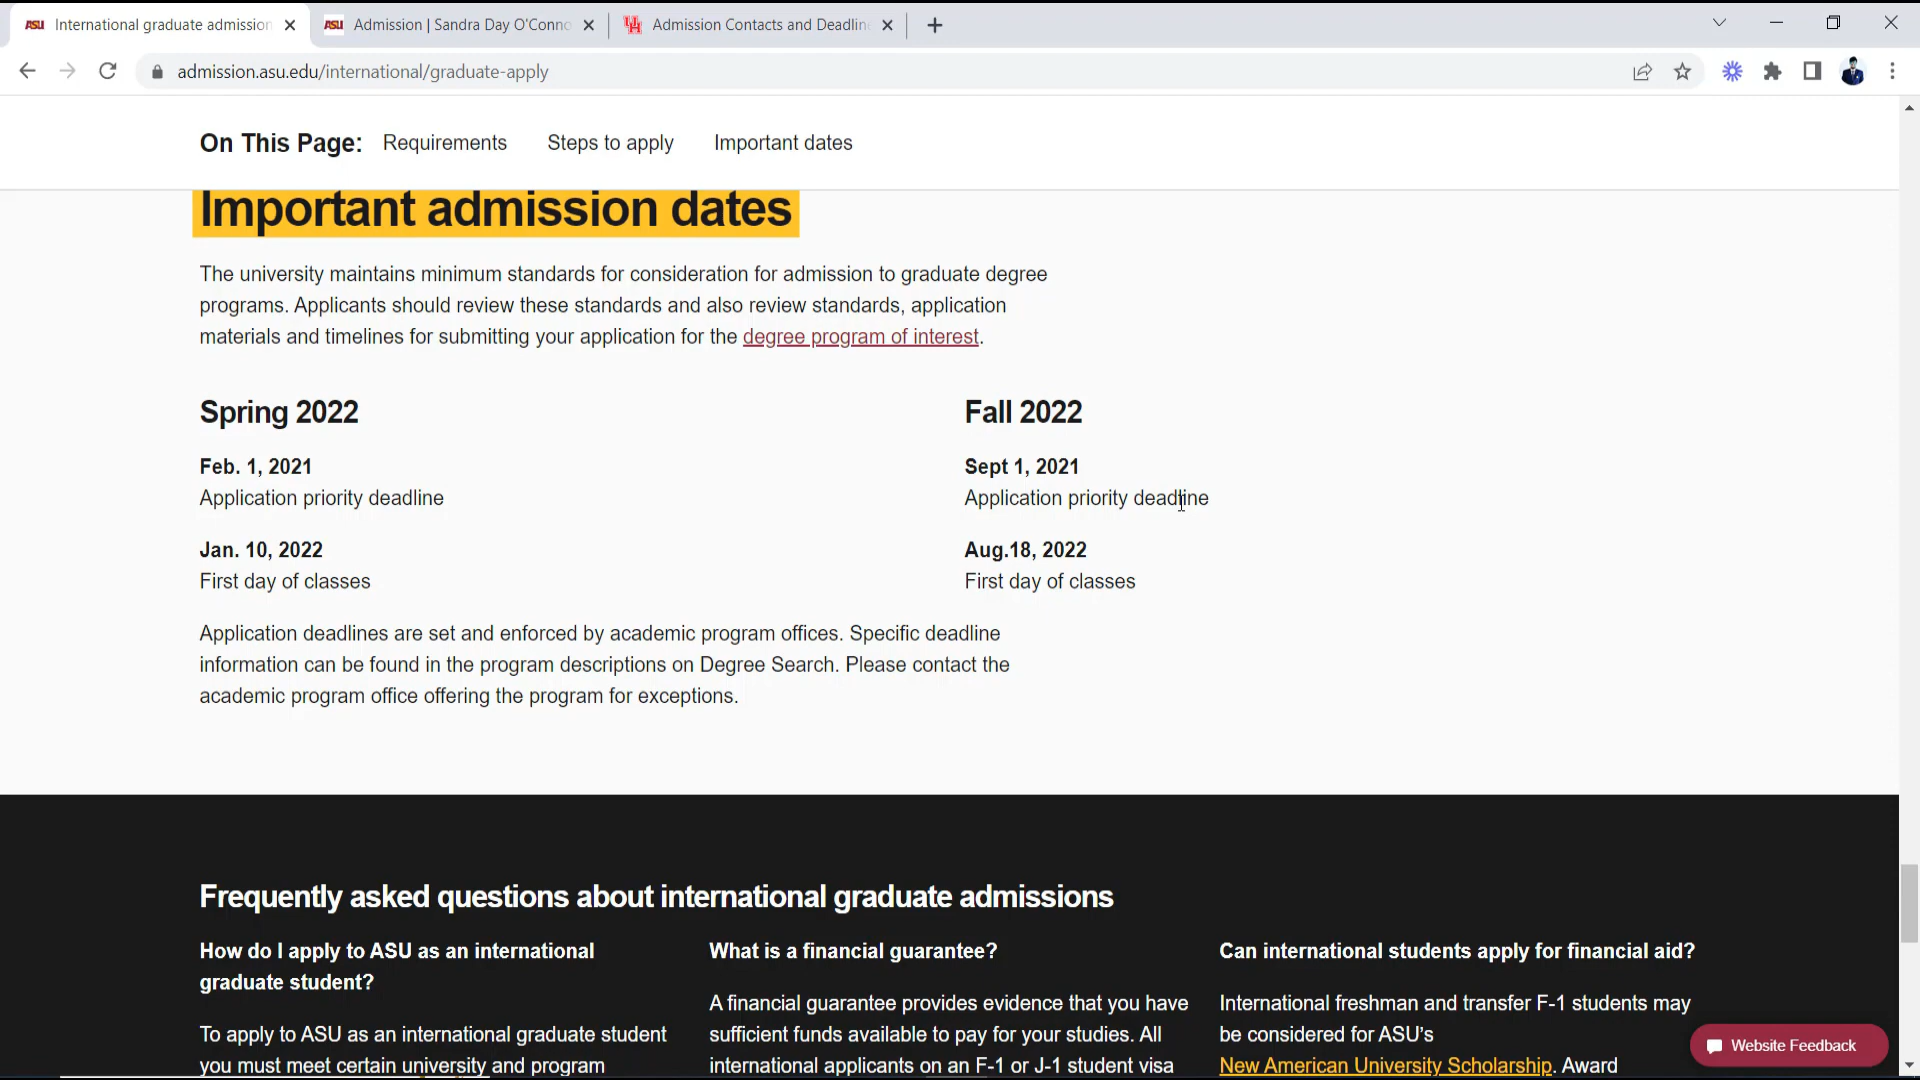 International graduate admission
Admission | Sandra Day O'Conno
Admission Contacts and Deadlin
admission.asu.edu/international/graduate-apply
On This Page: Requirements Steps to apply Important dates
Important admission dates
The university maintains minimum standards for consideration for admission to graduate degree
programs. Applicants should review these standards and also review standards, application
materials and timelines for submitting your application for the degree program of interest.
Spring 2022
Feb. 1, 2021
Application priority deadline
Jan. 10, 2022
First day of classes
Fall 2022
Sept 1, 2021
Application priority deadline
Aug.18, 2022
First day of classes
Application deadlines are set and enforced by academic program offices. Specific deadline
information can be found in the program descriptions on Degree Search. Please contact the
academic program office offering the program for exceptions.
Frequently asked questions about international graduate admissions
How do I apply to ASU as an international
graduate student?
To apply to ASU as an international graduate student
you must meet certain university and program
What is a financial guarantee?
A financial guarantee provides evidence that you have
sufficient funds available to pay for your studies. All
international applicants on an F-1 or J-1 student visa
Can international students apply for financial aid?
International freshman and transfer F-1 students may
be considered for ASU's
New American University Scholarship. Award
Website Feedback